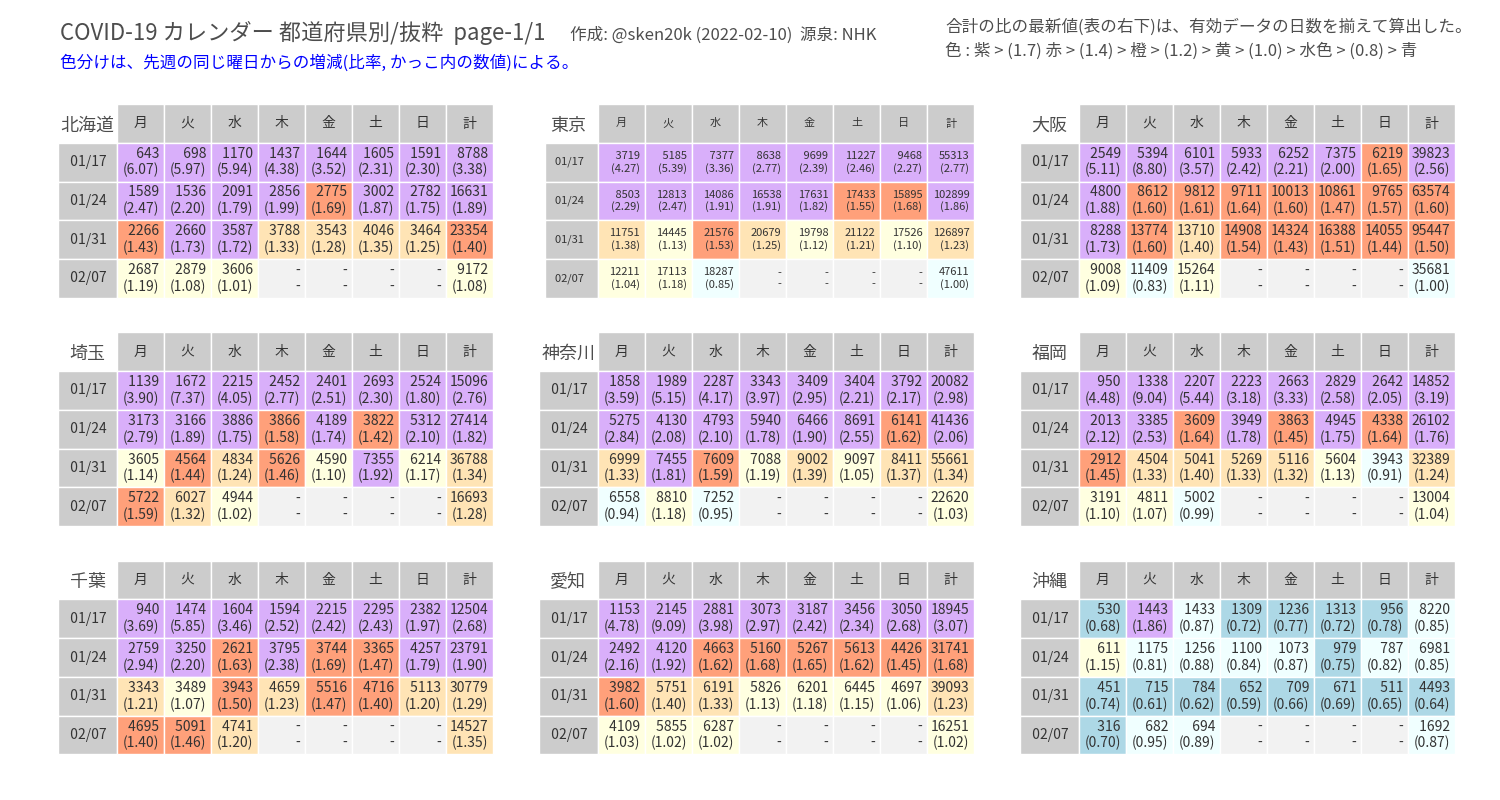 COVID-19 カレンダー 都道府県別/抜粋 page-1/1 作成: @sken20k (2022-02-10) 源泉: NHK
合計の比の最新値(表の右下)は、有効データの日数を揃えて算出した。
色分けは、先週の同じ曜日からの増減(比率, かっこ内の数値)による。
色 : 紫 > (1.7) 赤 > (1.4) > 橙 > (1.2) > 黄 > (1.0) > 水色 > (0.8) > 青
北海道 月 火 水 木 金 土 日 計
01/17 643 698 1170 1437 1644 1605 1591 8788
(6.07) (5.97) (5.94) (4.38) (3.52) (2.31) (2.30) (3.38)
01/24 1589 1536 2091 2856 2775 3002 2782 16631
(2.47) (2.20) (1.79) (1.99) (1.69) (1.87) (1.75) (1.89)
01/31 2266 2660 3587 3788 3543 4046 3464 23354
(1.43) (1.73) (1.72) (1.33) (1.28) (1.35) (1.25) (1.40)
02/07 2687 2879 3606 - - - - 9172
(1.19) (1.08) (1.01) - - - - (1.08)
東京 月 火 水 木 金 土 日 計
01/17 3719 5185 7377 8638 9699 11227 9468 55313
(4.27) (5.39) (3.36) (2.77) (2.39) (2.46) (2.27) (2.77)
01/24 8503 12813 14086 16538 17631 17433 15895 102899
(2.29) (2.47) (1.91) (1.91) (1.82) (1.55) (1.68) (1.86)
01/31 11751 14445 21576 20679 19798 21122 17526 126897
(1.38) (1.13) (1.53) (1.25) (1.12) (1.21) (1.10) (1.23)
02/07 12211 17113 18287 - - - - 47611
(1.04) (1.18) (0.85) - - - - (1.00)
大阪 月 火 水 木 金 土 日 計
01/17 2549 5394 6101 5933 6252 7375 6219 39823
(5.11) (8.80) (3.57) (2.42) (2.21) (2.00) (1.65) (2.56)
01/24 4800 8612 9812 9711 10013 10861 9765 63574
(1.88) (1.60) (1.61) (1.64) (1.60) (1.47) (1.57) (1.60)
01/31 8288 13774 13710 14908 14324 16388 14055 95447
(1.73) (1.60) (1.40) (1.54) (1.43) (1.51) (1.44) (1.50)
02/07 9008 11409 15264 - - - - 35681
(1.09) (0.83) (1.11) - - - - (1.00)
埼玉 月 火 水 木 金 土 日 計
01/17 1139 1672 2215 2452 2401 2693 2524 15096
(3.90) (7.37) (4.05) (2.77) (2.51) (2.30) (1.80) (2.76)
01/24 3173 3166 3886 3866 4189 3822 5312 27414
(2.79) (1.89) (1.75) (1.58) (1.74) (1.42) (2.10) (1.82)
01/31 3605 4564 4834 5626 4590 7355 6214 36788
(1.14) (1.44) (1.24) (1.46) (1.10) (1.92) (1.17) (1.34)
02/07 5722 6027 4944 - - - - 16693
(1.59) (1.32) (1.02) - - - - (1.28)
神奈川 月 火 水 木 金 土 日 計
01/17 1858 1989 2287 3343 3409 3404 3792 20082
(3.59) (5.15) (4.17) (3.97) (2.95) (2.21) (2.17) (2.98)
01/24 5275 4130 4793 5940 6466 8691 6141 41436
(2.84) (2.08) (2.10) (1.78) (1.90) (2.55) (1.62) (2.06)
01/31 6999 7455 7609 7088 9002 9097 8411 55661
(1.33) (1.81) (1.59) (1.19) (1.39) (1.05) (1.37) (1.34)
02/07 6558 8810 7252 - - - - 22620
(0.94) (1.18) (0.95) - - - - (1.03)
福岡 月 火 水 木 金 土 日 計
01/17 950 1338 2207 2223 2663 2829 2642 14852
(4.48) (9.04) (5.44) (3.18) (3.33) (2.58) (2.05) (3.19)
01/24 2013 3385 3609 3949 3863 4945 4338 26102
(2.12) (2.53) (1.64) (1.78) (1.45) (1.75) (1.64) (1.76)
01/31 2912 4504 5041 5269 5116 5604 3943 32389
(1.45) (1.33) (1.40) (1.33) (1.32) (1.13) (0.91) (1.24)
02/07 3191 4811 5002 - - - - 13004
(1.10) (1.07) (0.99) - - - - (1.04)
千葉 月 火 水 木 金 土 日 計
01/17 940 1474 1604 1594 2215 2295 2382 12504
(3.69) (5.85) (3.46) (2.52) (2.42) (2.43) (1.97) (2.68)
01/24 2759 3250 2621 3795 3744 3365 4257 23791
(2.94) (2.20) (1.63) (2.38) (1.69) (1.47) (1.79) (1.90)
01/31 3343 3489 3943 4659 5516 4716 5113 30779
(1.21) (1.07) (1.50) (1.23) (1.47) (1.40) (1.20) (1.29)
02/07 4695 5091 4741 - - - - 14527
(1.40) (1.46) (1.20) - - - - (1.35)
愛知 月 火 水 木 金 土 日 計
01/17 1153 2145 2881 3073 3187 3456 3050 18945
(4.78) (9.09) (3.98) (2.97) (2.42) (2.34) (2.68) (3.07)
01/24 2492 4120 4663 5160 5267 5613 4426 31741
(2.16) (1.92) (1.62) (1.68) (1.65) (1.62) (1.45) (1.68)
01/31 3982 5751 6191 5826 6201 6445 4697 39093
(1.60) (1.40) (1.33) (1.13) (1.18) (1.15) (1.06) (1.23)
02/07 4109 5855 6287 - - - - 16251
(1.03) (1.02) (1.02) - - - - (1.02)
沖縄 月 火 水 木 金 土 日 計
01/17 530 1443 1433 1309 1236 1313 956 8220
(0.68) (1.86) (0.87) (0.72) (0.77) (0.72) (0.78) (0.85)
01/24 611 1175 1256 1100 1073 979 787 6981
(1.15) (0.81) (0.88) (0.84) (0.87) (0.75) (0.82) (0.85)
01/31 451 715 784 652 709 671 511 4493
(0.74) (0.61) (0.62) (0.59) (0.66) (0.69) (0.65) (0.64)
02/07 316 682 694 - - - - 1692
(0.70) (0.95) (0.89) - - - - (0.87)